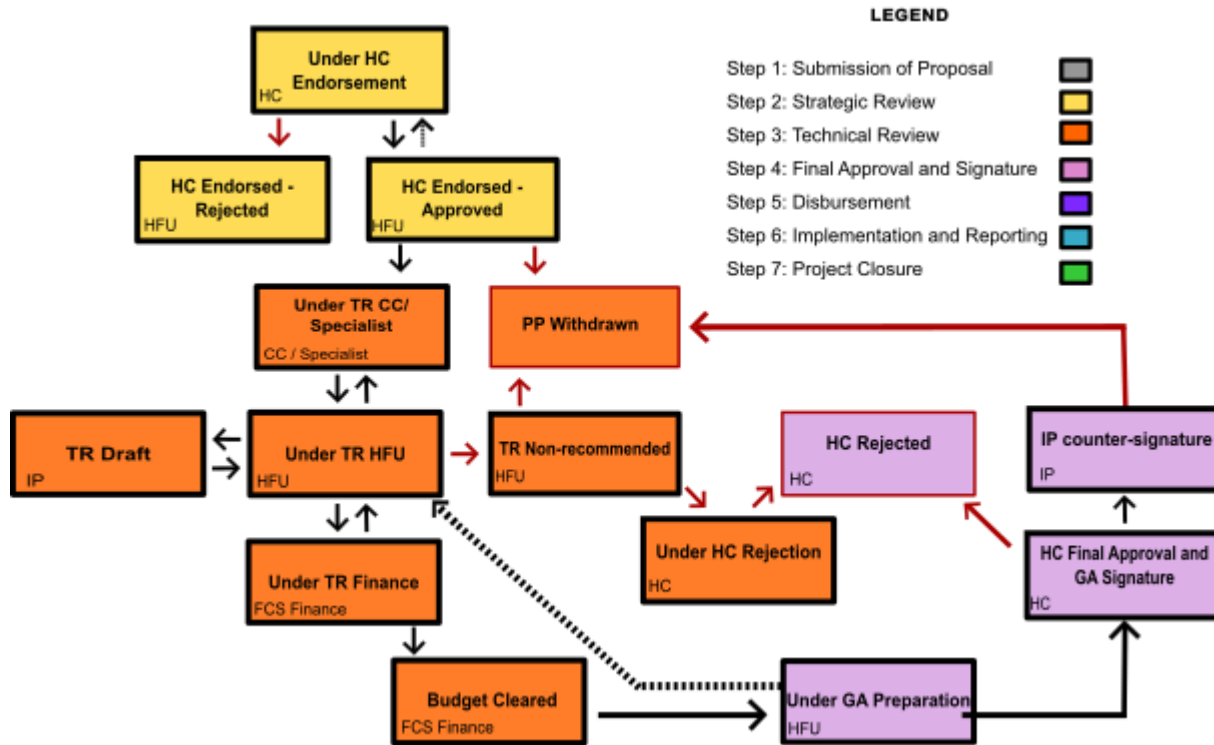 LEGEND
Step 1: Submission of Proposal
Step 2: Strategic Review
Step 3: Technical Review
Step 4: Final Approval and Signature
Step 5: Disbursement
Step 6: Implementation and Reporting
Step 7: Project Closure
Under HC
Endorsement
HC
HC Endorsed -
Rejected
HFU
HC Endorsed -
Approved
HFU
Under TR CC/
Specialist
CC / Specialist
PP Withdrawn
TR Draft
IP
Under TR HFU
HFU
TR Non-recommended
HFU
HC Rejected
HC
IP counter-signature
IP
Under TR Finance
FCS Finance
Under HC Rejection
HC
HC Final Approval and
GA Signature
HC
Budget Cleared
FCS Finance
Under GA Preparation
HFU